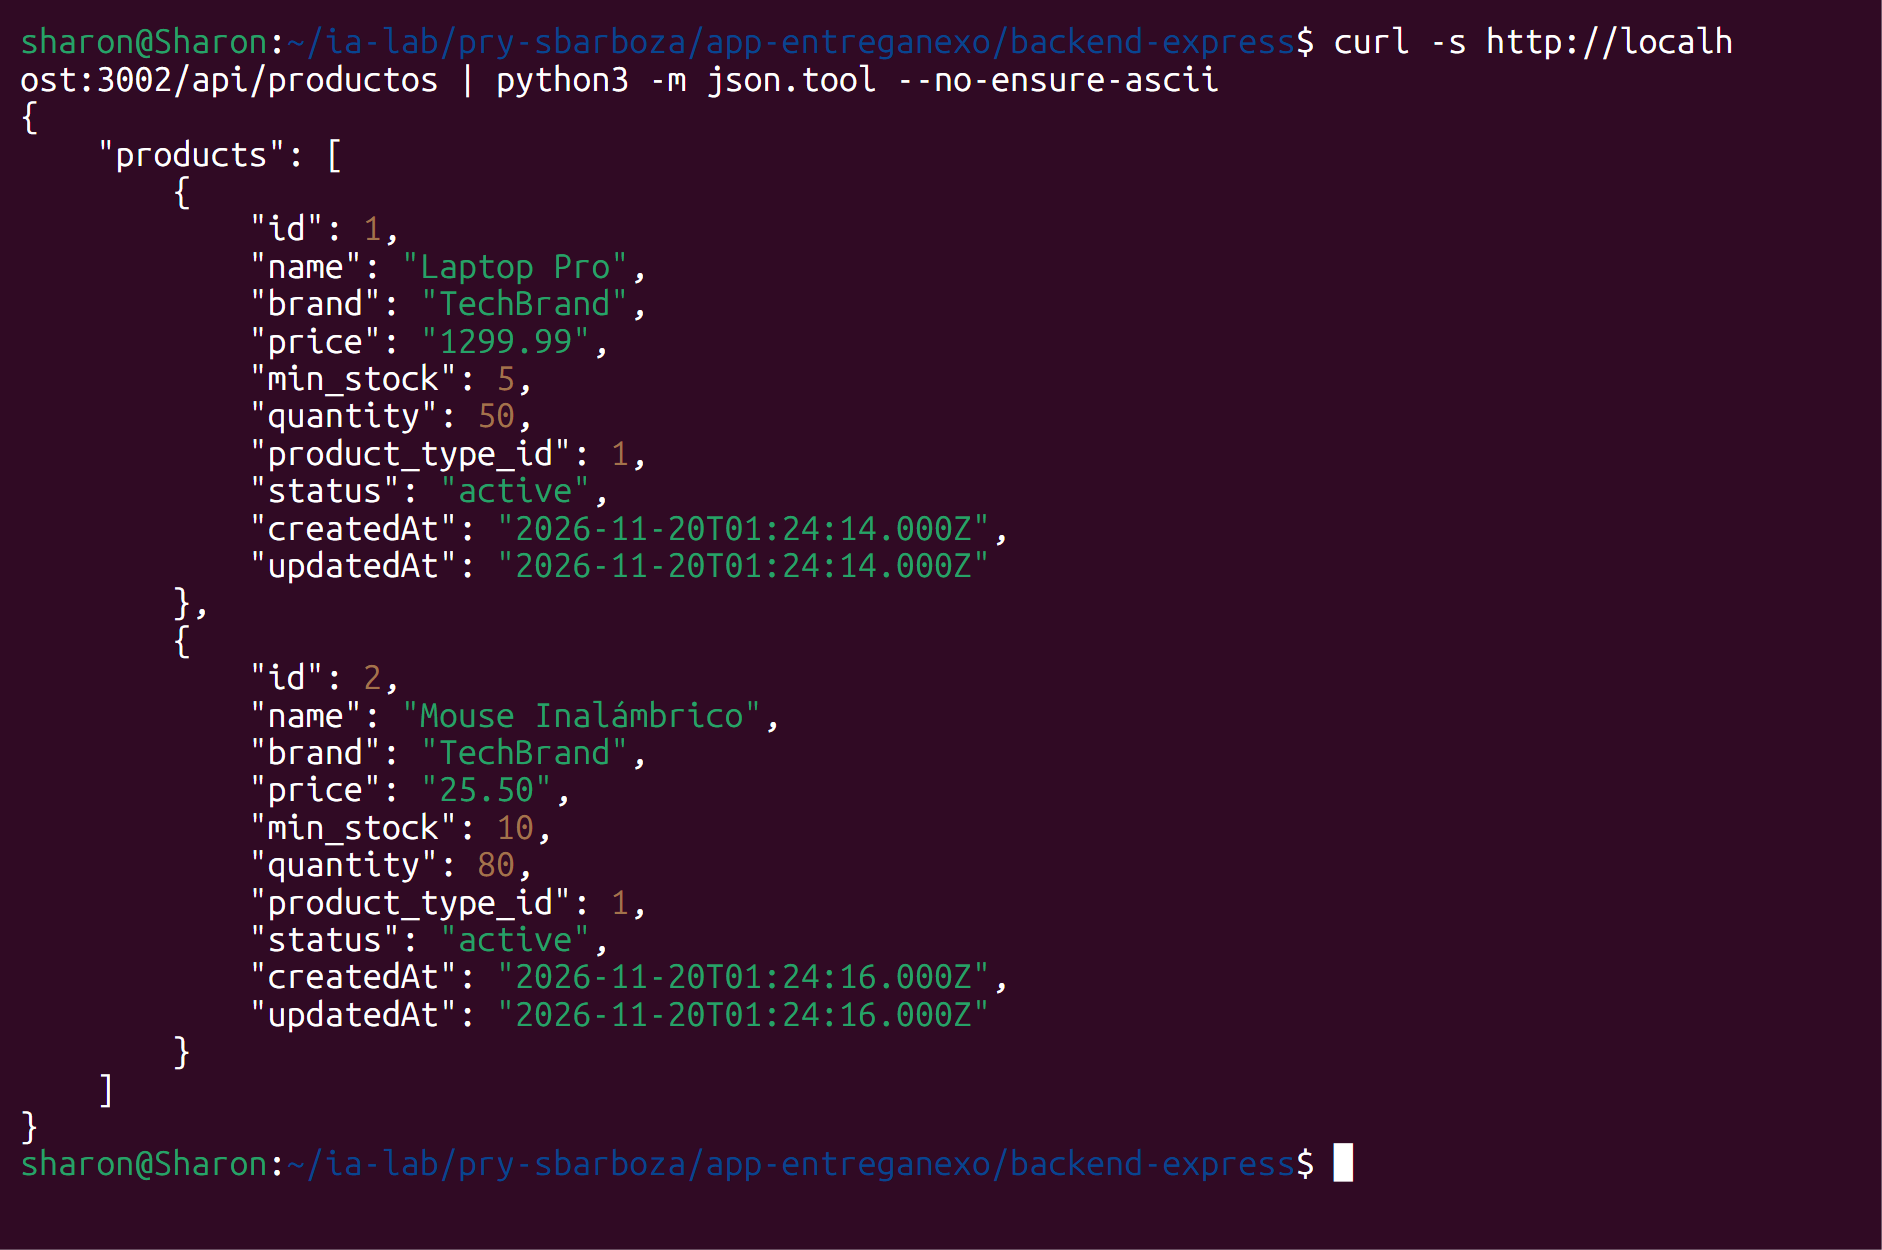 sharon@Sharon:~/ia-lab/pry-sbarboza/app-entreganexo/backend-express$ curl -s http://localh
ost:3002/api/productos | python3 -m json.tool --no-ensure-ascii
{
    "products": [
        {
            "id": 1,
            "name": "Laptop Pro",
            "brand": "TechBrand",
            "price": "1299.99",
            "min_stock": 5,
            "quantity": 50,
            "product_type_id": 1,
            "status": "active",
            "createdAt": "2026-11-20T01:24:14.000Z",
            "updatedAt": "2026-11-20T01:24:14.000Z"
        },
        {
            "id": 2,
            "name": "Mouse Inalámbrico",
            "brand": "TechBrand",
            "price": "25.50",
            "min_stock": 10,
            "quantity": 80,
            "product_type_id": 1,
            "status": "active",
            "createdAt": "2026-11-20T01:24:16.000Z",
            "updatedAt": "2026-11-20T01:24:16.000Z"
        }
    ]
}
sharon@Sharon:~/ia-lab/pry-sbarboza/app-entreganexo/backend-express$